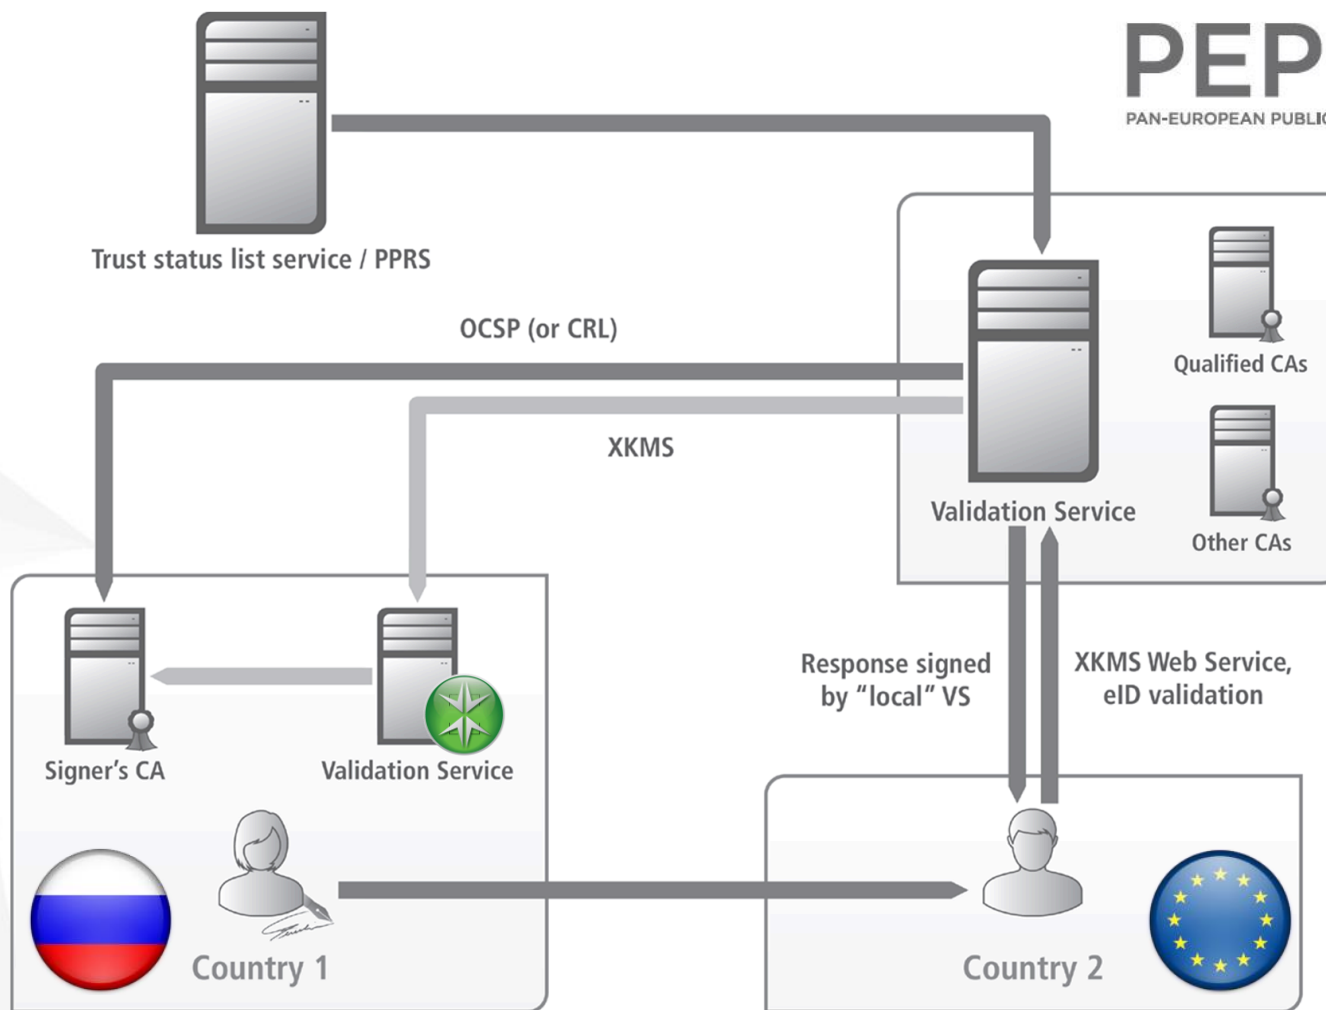 PEP
PAN-EUROPEAN PUBLIC
Trust status list service / PPRS
OCSP (or CRL)
XKMS
Qualified CAs
Validation Service
Other CAs
Response signed
by “local” VS
XKMS Web Service,
eID validation
Signer’s CA
Validation Service
Country 1
Country 2